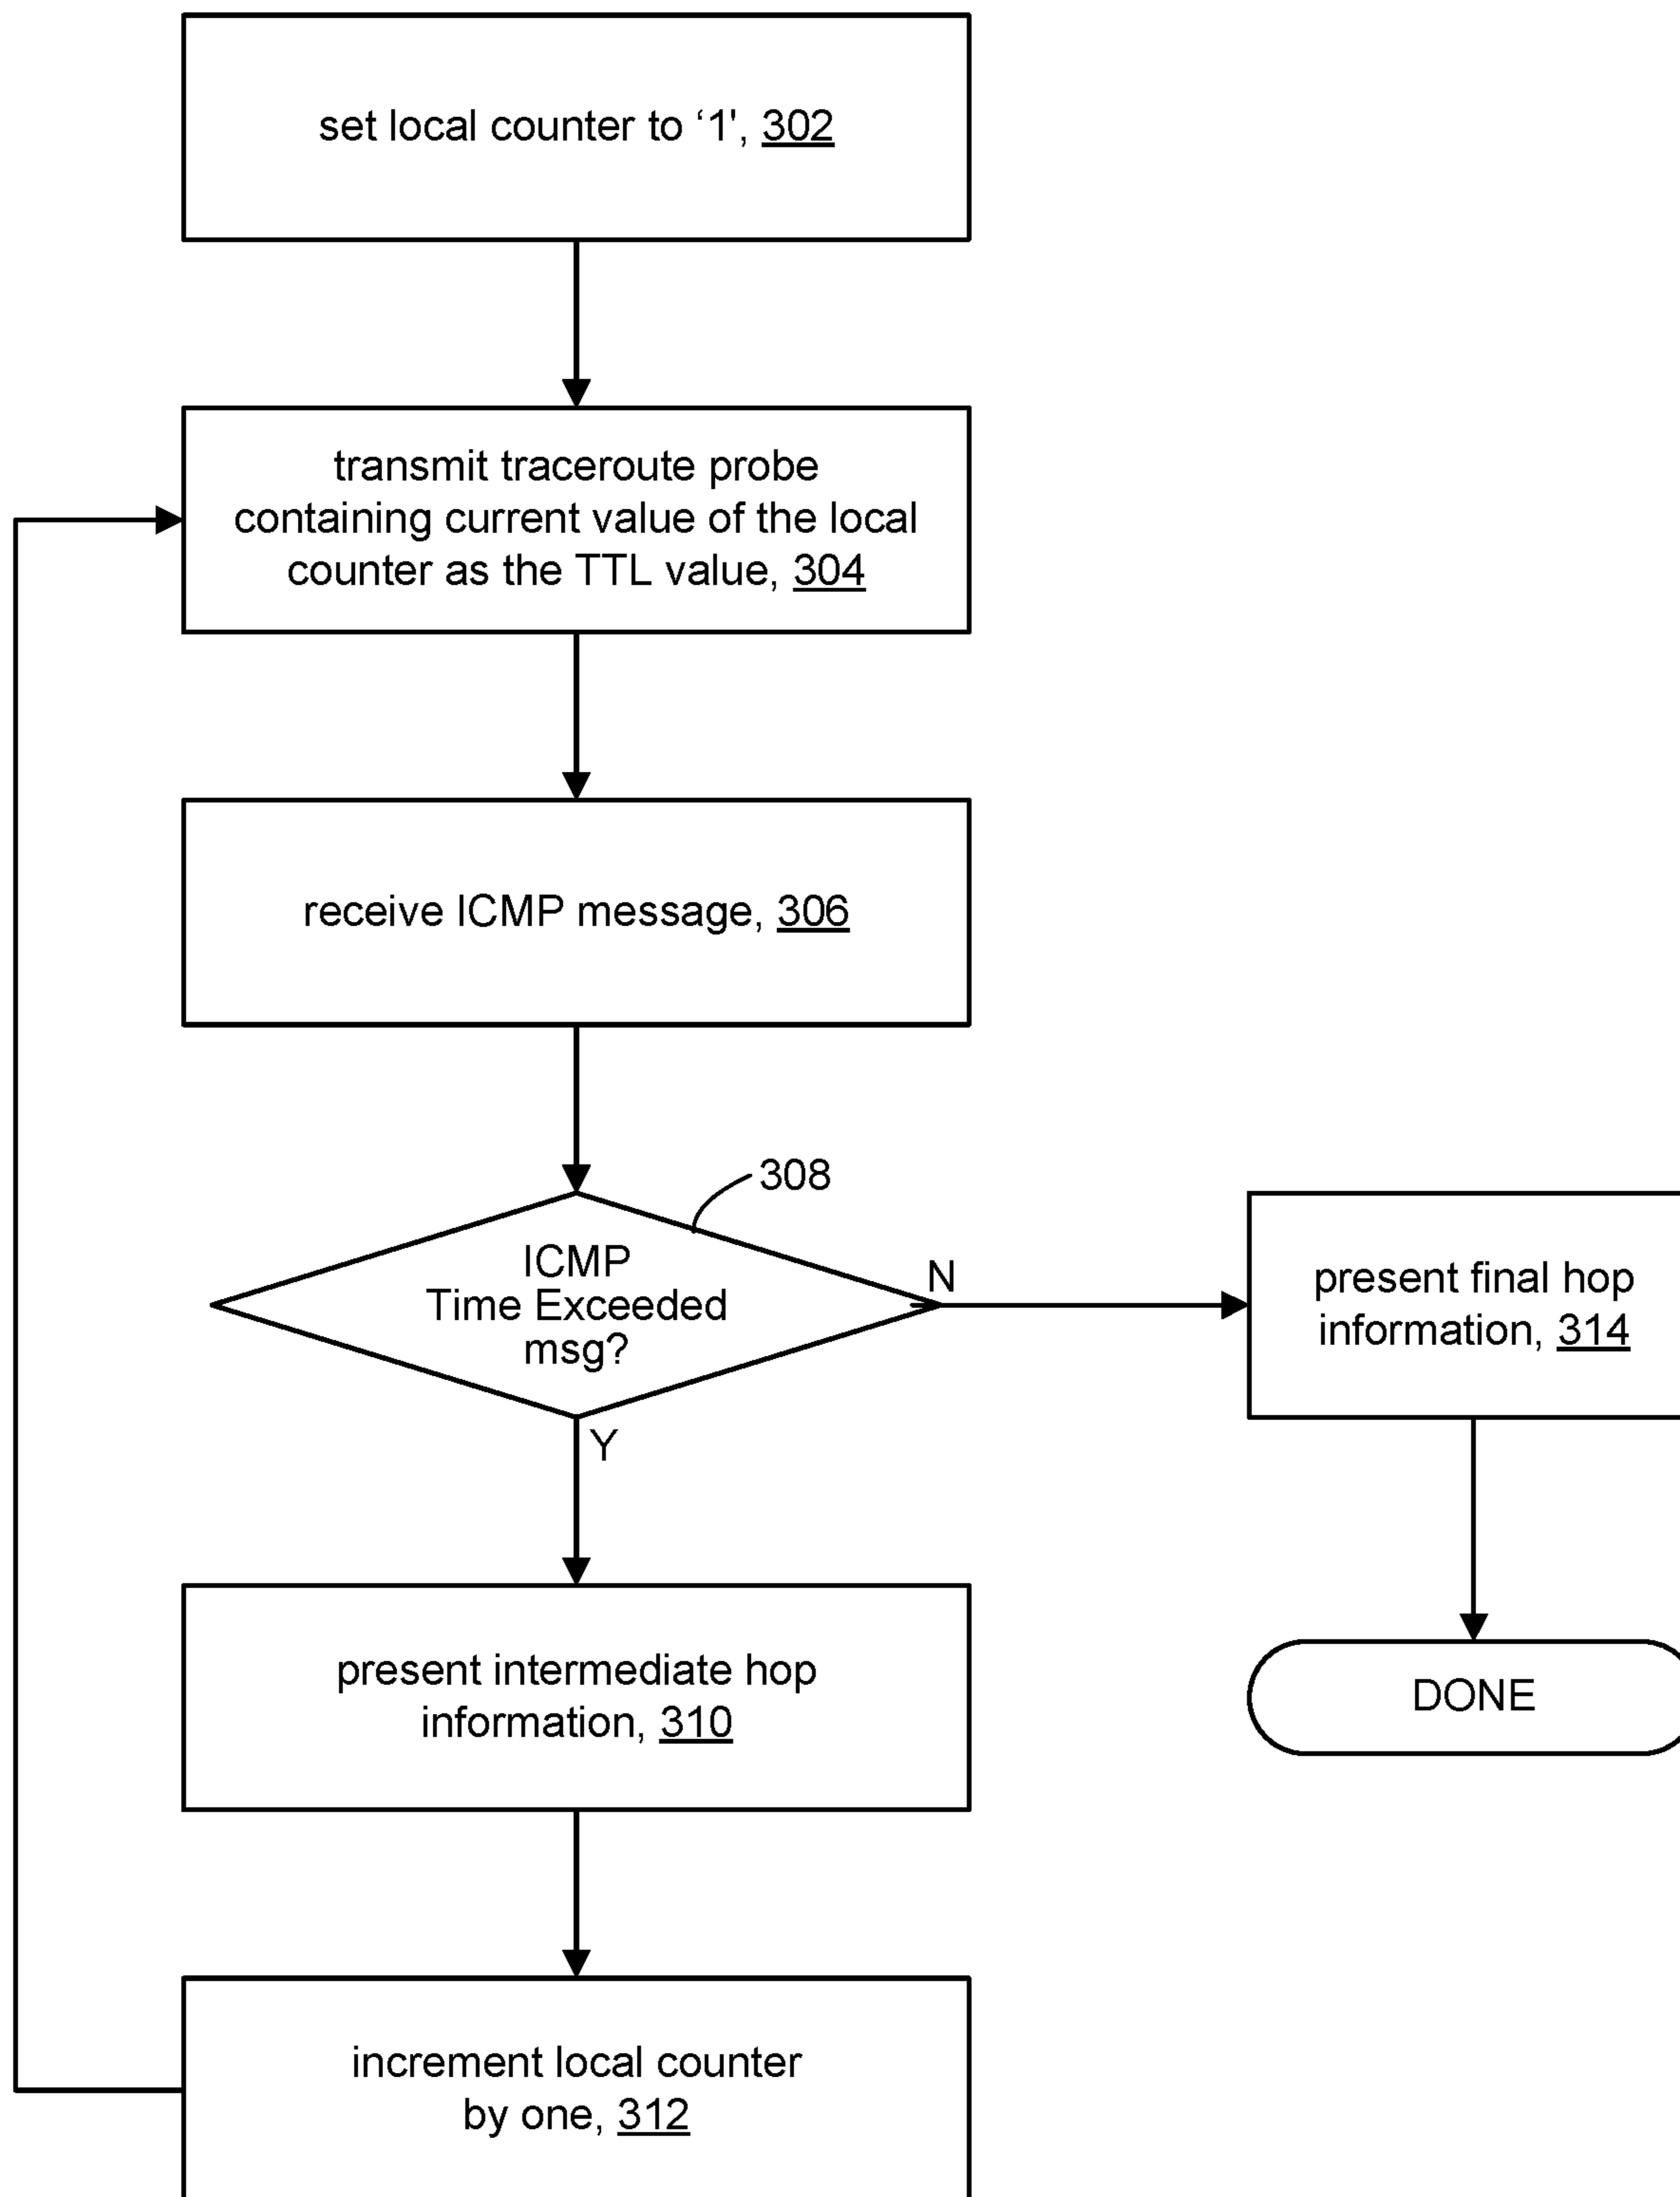 set local counter to ‘1', 302
transmit traceroute probe
containing current value of the local
counter as the TTL value, 304
receive ICMP message, 306
308
ICMP
Time Exceeded
msg?
N
Y
present final hop
information, 314
present intermediate hop
information, 310
DONE
increment local counter
by one, 312